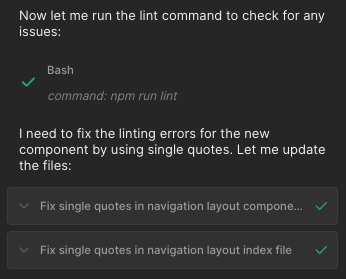 Now let me run the lint command to check for any
issues:
Bash
command: npm run lint
I need to fix the linting errors for the new
component by using single quotes. Let me update
the files:
Fix single quotes in navigation layout compone...
Fix single quotes in navigation layout index file